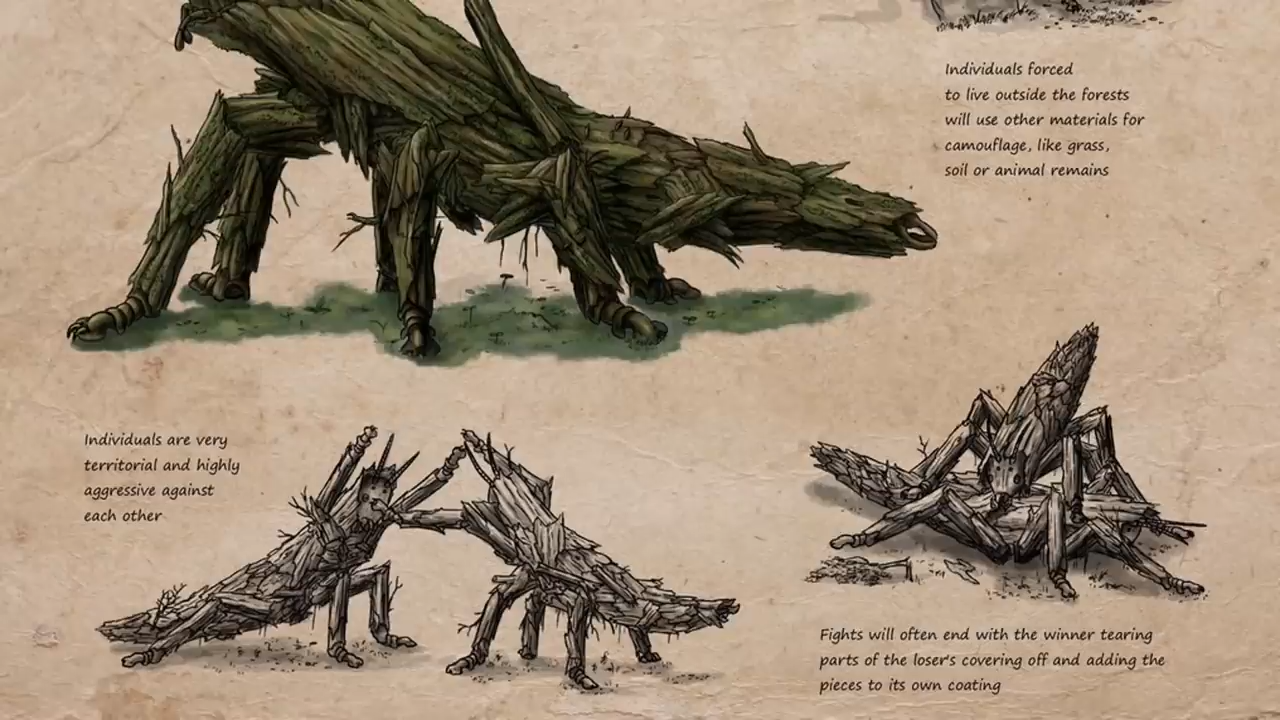 Individuals forced
to live outside the forests
will use other materials for
camouflage, like grass,
soil or animal remains
Individuals are very
territorial and highly
aggressive against
each other
Fights will often end with the winner tearing
parts of the loser's covering off and adding the
pieces to its own coating